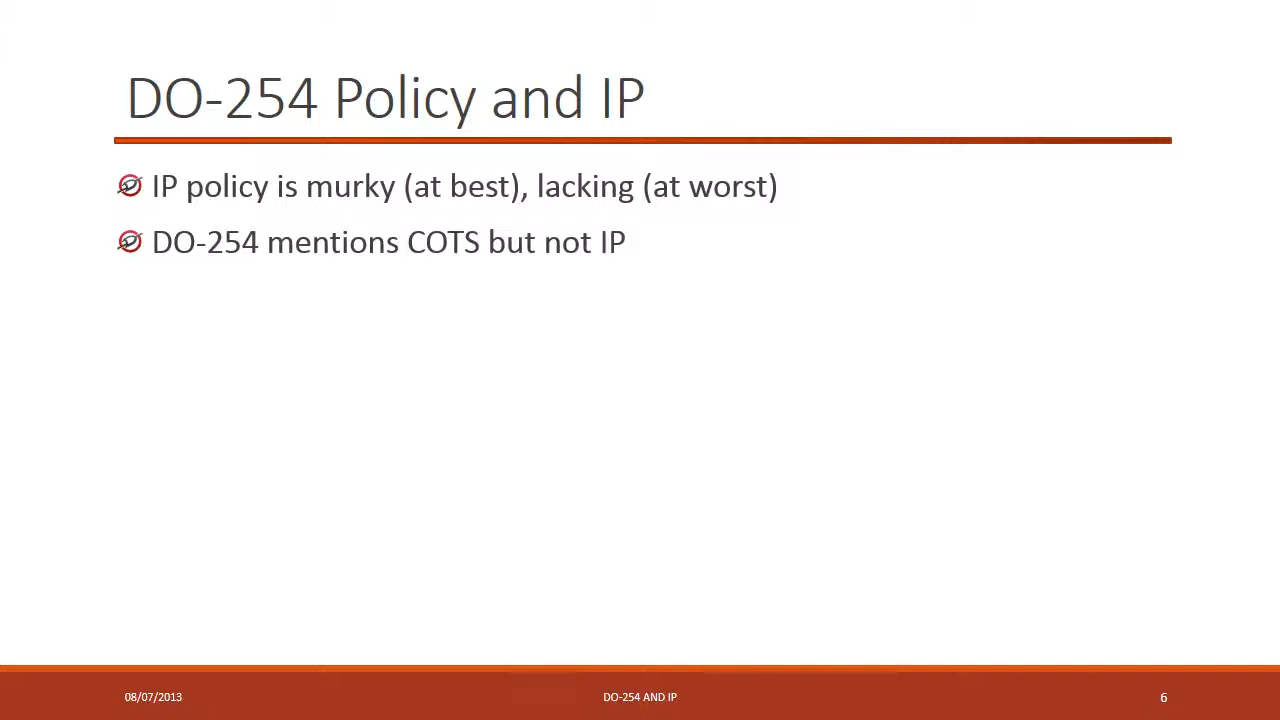 DO-254 Policy and IP
IP policy is murky (at best), lacking (at worst)
DO-254 mentions COTS but not IP
08/07/2013
DO-254 AND IP
6